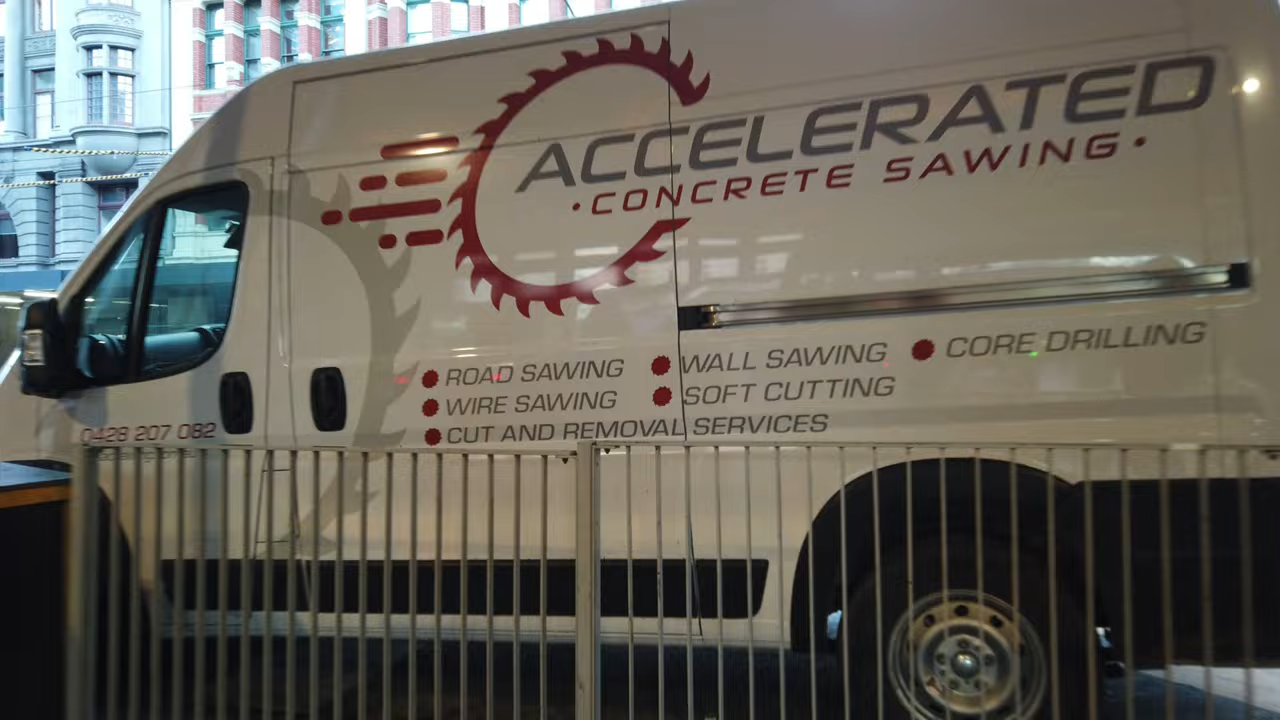 ACCELERATED
• CONCRETE SAWING •
ROAD SAWING
WALL SAWING
CORE DRILLING
WIRE SAWING
SOFT CUTTING
CUT AND REMOVAL SERVICES
0428 207 082